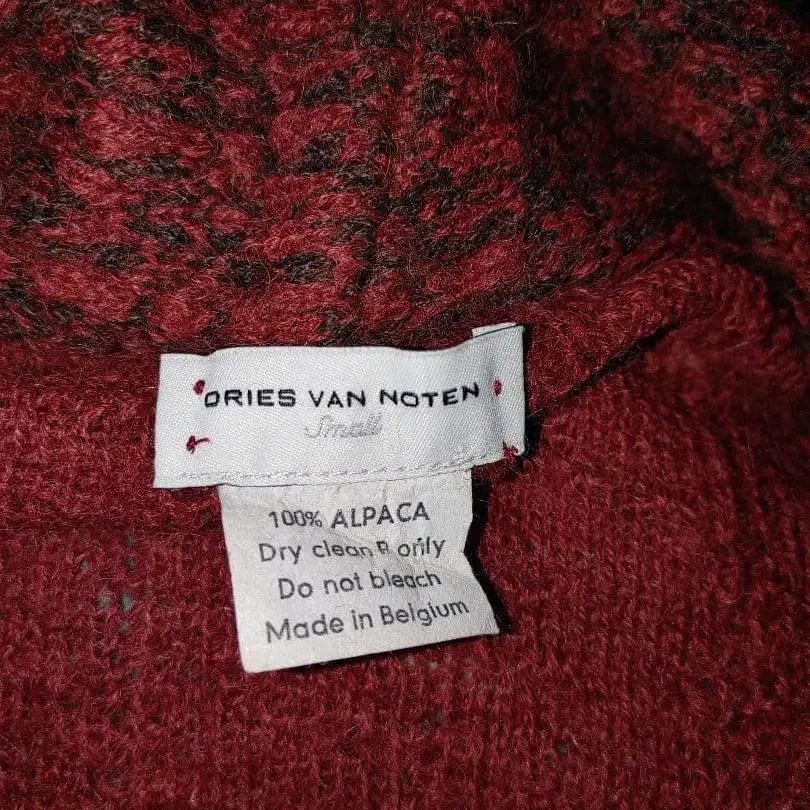 DRIES VAN NOTEN
Small
100% ALPACA
Dry clean P only
Do not bleach
Made in Belgium